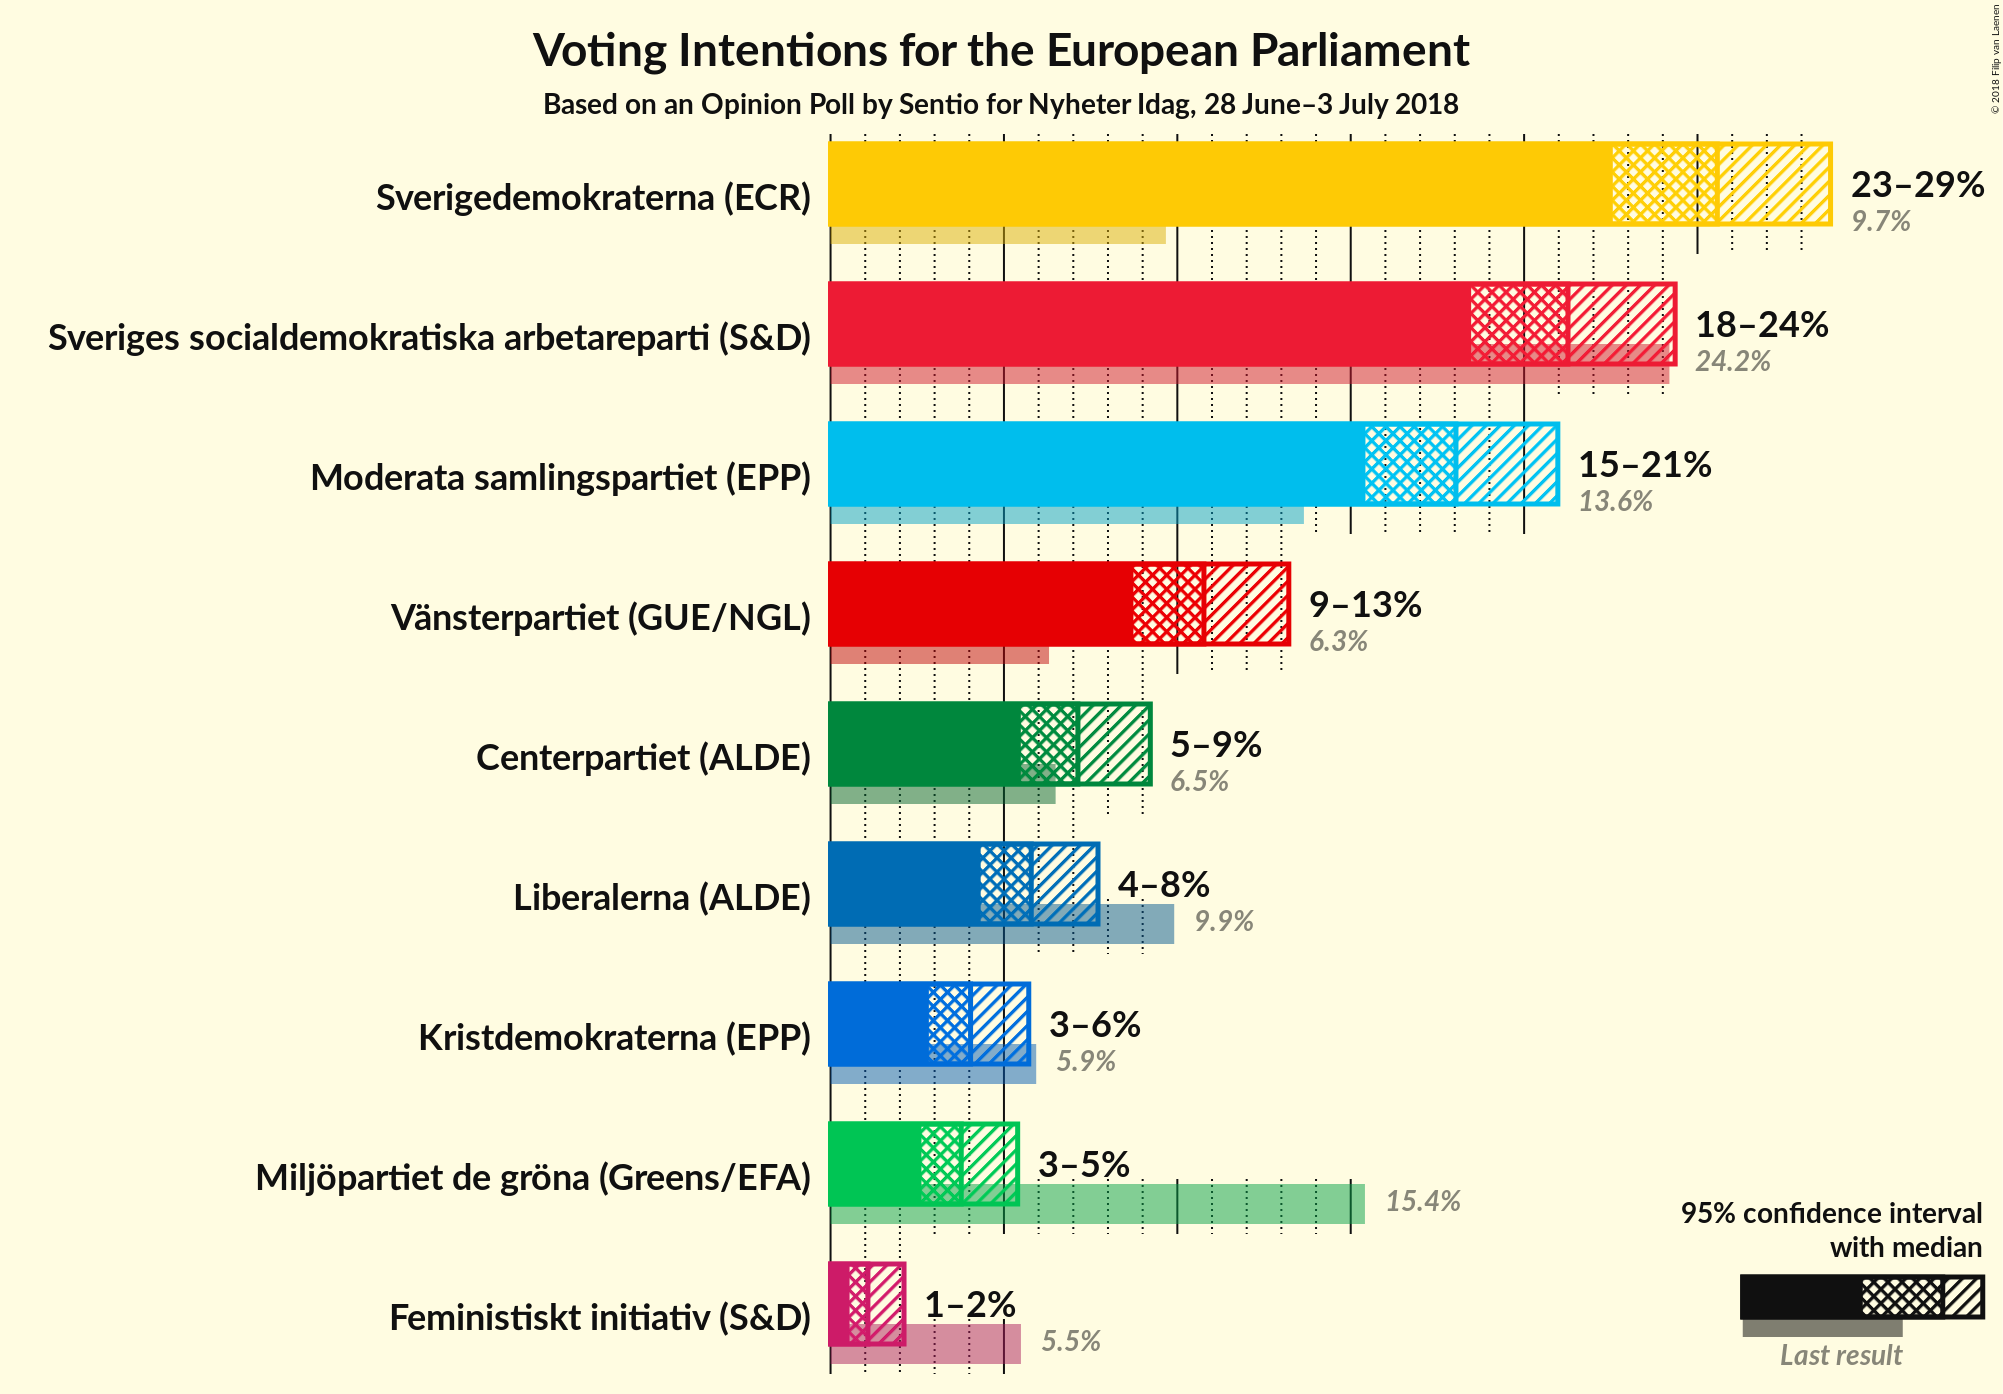 Voting Intentions for the European Parliament
Based on an Opinion Poll by Sentio for Nyheter Idag, 28 June–3 July 2018
© 2018 Filip van Laenen
Sverigedemokraterna (ECR)
23–29%
9.7%
Sveriges socialdemokratiska arbetareparti (S&D)
18–24%
24.2%
Moderata samlingspartiet (EPP)
15–21%
13.6%
Vänsterpartiet (GUE/NGL)
9–13%
6.3%
Centerpartiet (ALDE)
5–9%
6.5%
Liberalerna (ALDE)
4–8%
9.9%
Kristdemokraterna (EPP)
3–6%
5.9%
Miljöpartiet de gröna (Greens/EFA)
3–5%
15.4%
Feministiskt initiativ (S&D)
1–2%
5.5%
95% confidence interval
with median
Last result